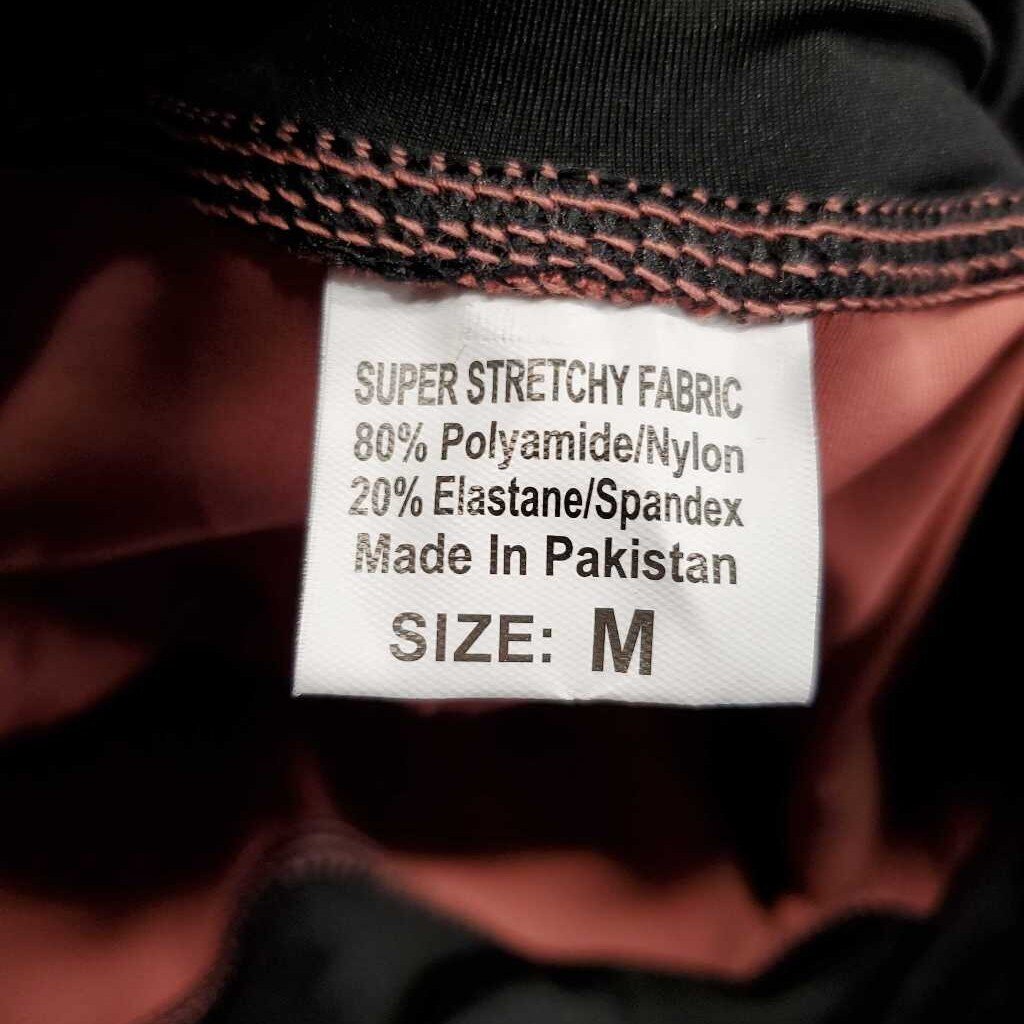 SUPER STRETCHY FABRIC
80% Polyamide/Nylon
20% Elastane/Spandex
Made In Pakistan
SIZE: M